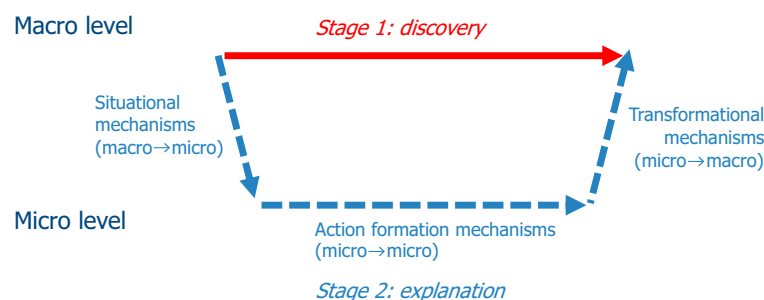 Macro level
Stage 1: discovery
Situational
mechanisms
(macro→micro)
Transformational
mechanisms
(micro→macro)
Micro level
Action formation mechanisms
(micro→micro)
Stage 2: explanation